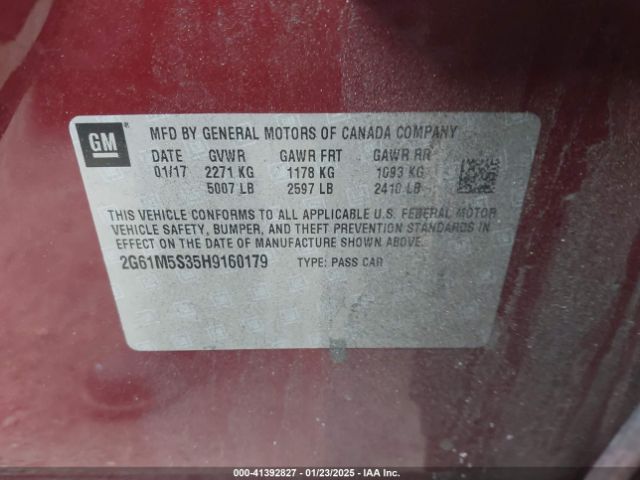 GM
MFD BY GENERAL MOTORS OF CANADA COMPANY
DATE GVWR GAWR FRT GAWR RR
01/17 2271 KG 1178 KG 1093 KG
5007 LB 2597 LB 2410 LB
THIS VEHICLE CONFORMS TO ALL APPLICABLE U.S. FEDERAL MOTOR
VEHICLE SAFETY, BUMPER, AND THEFT PREVENTION STANDARDS IN
EFFECT ON THE DATE OF MANUFACTURE SHOWN ABOVE.
2G61M5S35H9160179 TYPE: PASS CAR
000-41392827 - 01/23/2025 - IAA Inc.